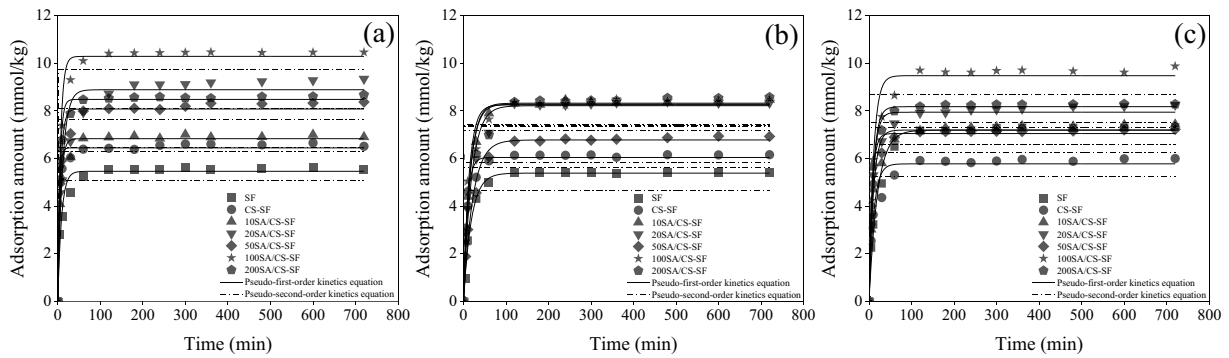 (a)
Adsorption amount (mmol/kg)
12
10
8
6
4
2
0
SF
CS-SF
10SA/CS-SF
20SA/CS-SF
50SA/CS-SF
100SA/CS-SF
200SA/CS-SF
Pseudo-first-order kinetics equation
Pseudo-second-order kinetics equation
0 100 200 300 400 500 600 700 800
Time (min)
(b)
Adsorption amount (mmol/kg)
12
10
8
6
4
2
0
SF
CS-SF
10SA/CS-SF
20SA/CS-SF
50SA/CS-SF
100SA/CS-SF
200SA/CS-SF
Pseudo-first-order kinetics equation
Pseudo-second-order kinetics equation
0 100 200 300 400 500 600 700 800
Time (min)
(c)
Adsorption amount (mmol/kg)
12
10
8
6
4
2
0
SF
CS-SF
10SA/CS-SF
20SA/CS-SF
50SA/CS-SF
100SA/CS-SF
200SA/CS-SF
Pseudo-first-order kinetics equation
Pseudo-second-order kinetics equation
0 100 200 300 400 500 600 700 800
Time (min)